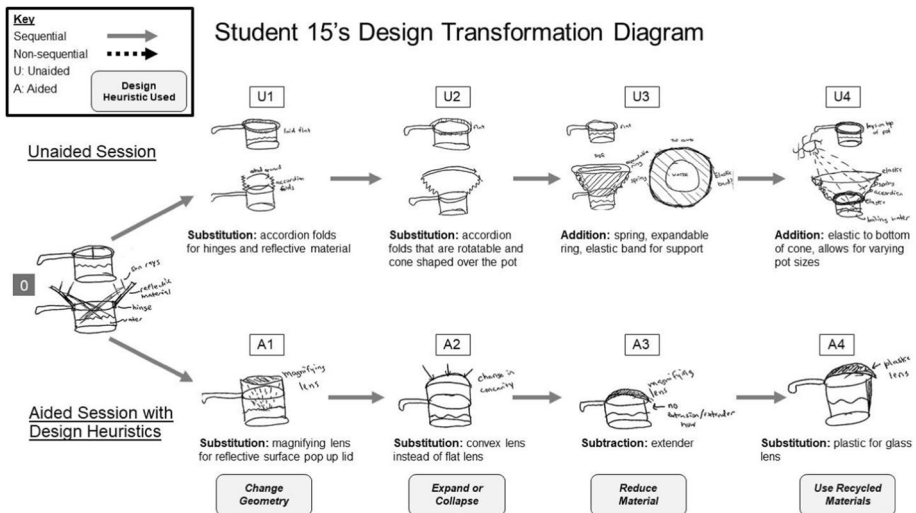 Key
Sequential
Non-sequential
U: Unaided
A: Aided
Design
Heuristic Used
Student 15's Design Transformation Diagram
Unaided Session
U1
U2
U3
U4
fold flat
flat
flat
accordion
folds
expandable
ring
spring
elastic
accordion
elastic
boiling water
Substitution: accordion folds
for hinges and reflective material
Substitution: accordion
folds that are rotatable and
cone shaped over the pot
Addition: spring, expandable
ring, elastic band for support
Addition: elastic to bottom
of cone, allows for varying
pot sizes
0
sun rays
reflective
material
hinge
water
Aided Session with
Design Heuristics
A1
A2
A3
A4
magnifying
lens
change in
concavity
magnifying
lens
no
extrusion/extender
plastic
lens
Substitution: magnifying lens
for reflective surface pop up lid
Substitution: convex lens
instead of flat lens
Subtraction: extender
Substitution: plastic for glass
lens
Change
Geometry
Expand or
Collapse
Reduce
Material
Use Recycled
Materials